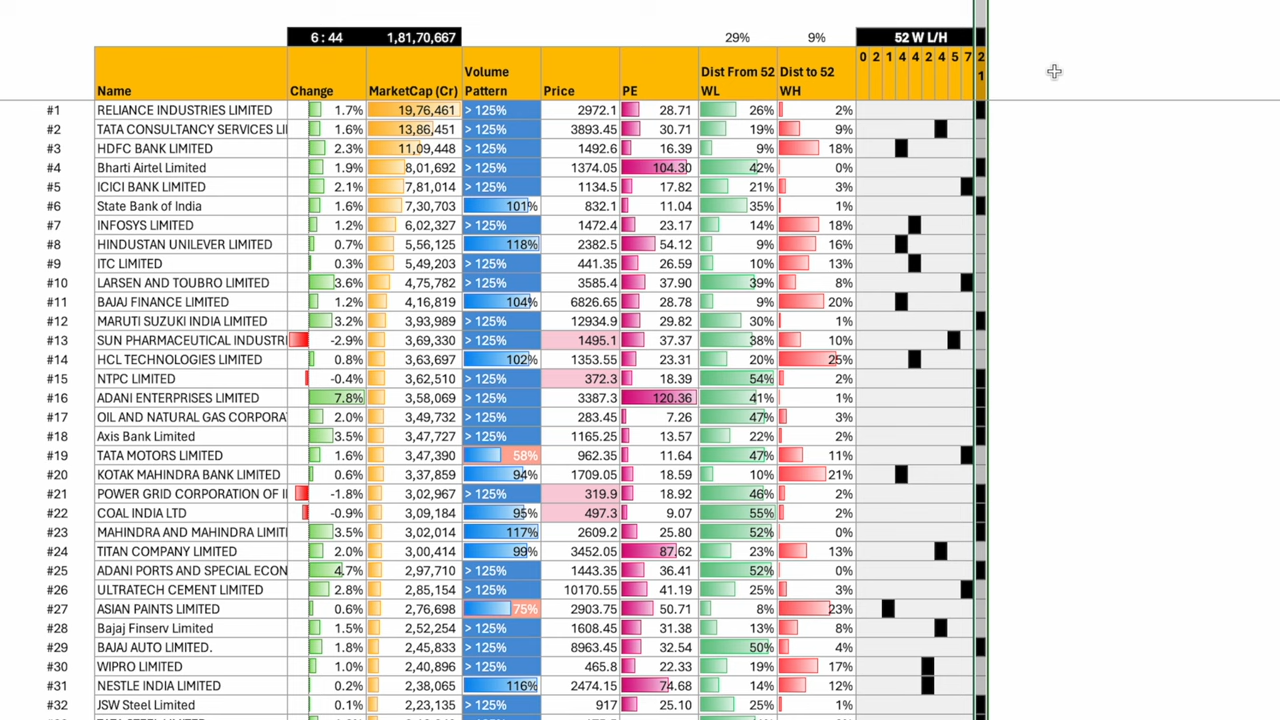 6 : 44 1,81,70,667 29% 9% 52 W L/H
Name Change MarketCap (Cr) Volume Pattern Price PE Dist From 52 WL Dist to 52 WH 0 2 1 4 4 2 4 5 7 21
#1 RELIANCE INDUSTRIES LIMITED 1.7% 19,76,461 > 125% 2972.1 28.71 26% 2%
#2 TATA CONSULTANCY SERVICES LI 1.6% 13,86,451 > 125% 3893.45 30.71 19% 9%
#3 HDFC BANK LIMITED 2.3% 11,09,448 > 125% 1492.6 16.39 9% 18%
#4 Bharti Airtel Limited 1.9% 8,01,692 > 125% 1374.05 104.30 42% 0%
#5 ICICI BANK LIMITED 2.1% 7,81,014 > 125% 1134.5 17.82 21% 3%
#6 State Bank of India 1.6% 7,30,703 101% 832.1 11.04 35% 1%
#7 INFOSYS LIMITED 1.2% 6,02,327 > 125% 1472.4 23.17 14% 18%
#8 HINDUSTAN UNILEVER LIMITED 0.7% 5,56,125 118% 2382.5 54.12 9% 16%
#9 ITC LIMITED 0.3% 5,49,203 > 125% 441.35 26.59 10% 13%
#10 LARSEN AND TOUBRO LIMITED 3.6% 4,75,782 > 125% 3585.4 37.90 39% 8%
#11 BAJAJ FINANCE LIMITED 1.2% 4,16,819 104% 6826.65 28.78 9% 20%
#12 MARUTI SUZUKI INDIA LIMITED 3.2% 3,93,989 > 125% 12934.9 29.82 30% 1%
#13 SUN PHARMACEUTICAL INDUSTRI -2.9% 3,69,330 > 125% 1495.1 37.37 38% 10%
#14 HCL TECHNOLOGIES LIMITED 0.8% 3,63,697 102% 1353.55 23.31 20% 25%
#15 NTPC LIMITED -0.4% 3,62,510 > 125% 372.3 18.39 54% 2%
#16 ADANI ENTERPRISES LIMITED 7.8% 3,58,069 > 125% 3387.3 120.36 41% 1%
#17 OIL AND NATURAL GAS CORPORA 2.0% 3,49,732 > 125% 283.45 7.26 47% 3%
#18 Axis Bank Limited 3.5% 3,47,727 > 125% 1165.25 13.57 22% 2%
#19 TATA MOTORS LIMITED 1.6% 3,47,390 58% 962.35 11.64 47% 11%
#20 KOTAK MAHINDRA BANK LIMITED 0.6% 3,37,859 94% 1709.05 18.59 10% 21%
#21 POWER GRID CORPORATION OF I -1.8% 3,02,967 > 125% 319.9 18.92 46% 2%
#22 COAL INDIA LTD -0.9% 3,09,184 95% 497.3 9.07 55% 2%
#23 MAHINDRA AND MAHINDRA LIMIT 3.5% 3,02,014 117% 2609.2 25.80 52% 0%
#24 TITAN COMPANY LIMITED 2.0% 3,00,414 99% 3452.05 87.62 23% 13%
#25 ADANI PORTS AND SPECIAL ECON 4.7% 2,97,710 > 125% 1443.35 36.41 52% 0%
#26 ULTRATECH CEMENT LIMITED 2.8% 2,85,154 > 125% 10170.55 41.19 25% 3%
#27 ASIAN PAINTS LIMITED 0.6% 2,76,698 75% 2903.75 50.71 8% 23%
#28 Bajaj Finserv Limited 1.5% 2,52,254 > 125% 1608.45 31.38 13% 8%
#29 BAJAJ AUTO LIMITED. 1.8% 2,45,833 > 125% 8963.45 32.54 50% 4%
#30 WIPRO LIMITED 1.0% 2,40,896 > 125% 465.8 22.33 19% 17%
#31 NESTLE INDIA LIMITED 0.2% 2,38,065 116% 2474.15 74.68 14% 12%
#32 JSW Steel Limited 0.1% 2,23,135 > 125% 917 25.10 25% 1%